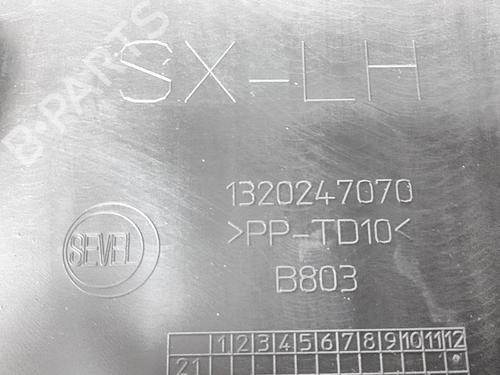 SX-LH
B-PARTS
1320247070
>PP-TD10<
SEVEL
B803
1 2 3 4 5 6 7 8 9 10 11 12
21